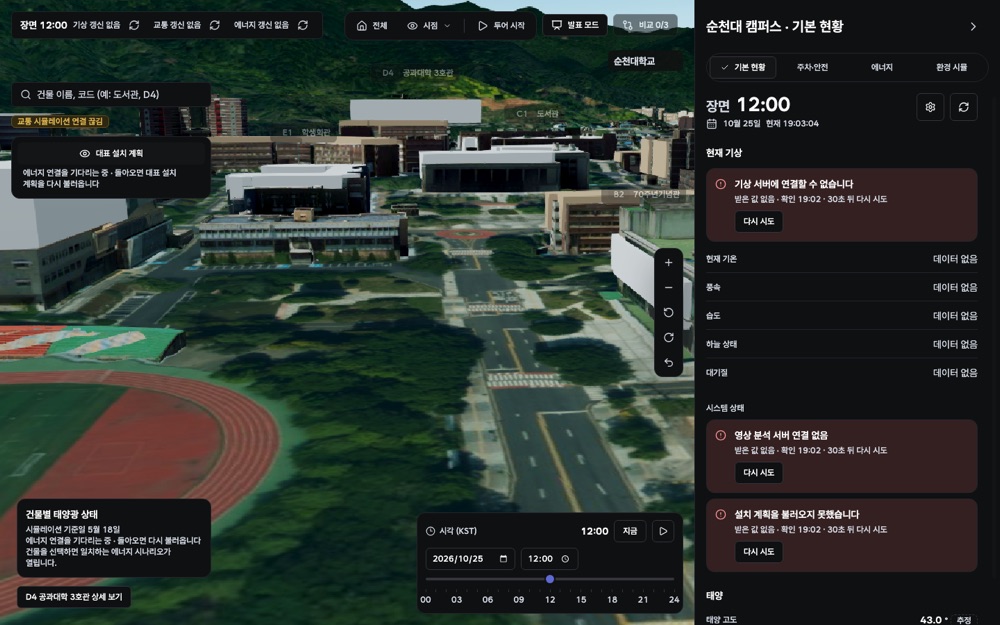 장면 12:00 기상 갱신 없음 교통 갱신 없음 에너지 갱신 없음
전체 시점 투어 시작 발표 모드 비교 0/3
순천대학교
건물 이름, 코드 (예: 도서관, D4)
교통 시뮬레이션 연결 끊김
대표 설치 계획
에너지 연결을 기다리는 중 · 돌아오면 대표 설치
계획을 다시 불러옵니다
D4 공과대학 3호관
C1 도서관
E1 학생회관
B2 70주년기념관
건물별 태양광 상태
시뮬레이션 기준일 5월 18일
에너지 연결을 기다리는 중 · 돌아오면 다시 불러옵니다
건물을 선택하면 일치하는 에너지 시나리오가
열립니다.
D4 공과대학 3호관 상세 보기
시각 (KST) 12:00 지금
2026/10/25 12:00
00 03 06 09 12 15 18 21 24
순천대 캠퍼스 · 기본 현황
기본 현황 주차·안전 에너지 환경 시뮬
장면 12:00
10월 25일 현재 19:03:04
현재 기상
기상 서버에 연결할 수 없습니다
받은 값 없음 · 확인 19:02 · 30초 뒤 다시 시도
다시 시도
현재 기온 데이터 없음
풍속 데이터 없음
습도 데이터 없음
하늘 상태 데이터 없음
대기질 데이터 없음
시스템 상태
영상 분석 서버 연결 없음
받은 값 없음 · 확인 19:02 · 30초 뒤 다시 시도
다시 시도
설치 계획을 불러오지 못했습니다
받은 값 없음 · 확인 19:02 · 30초 뒤 다시 시도
다시 시도
태양
태양 고도 43.0 ° 추정